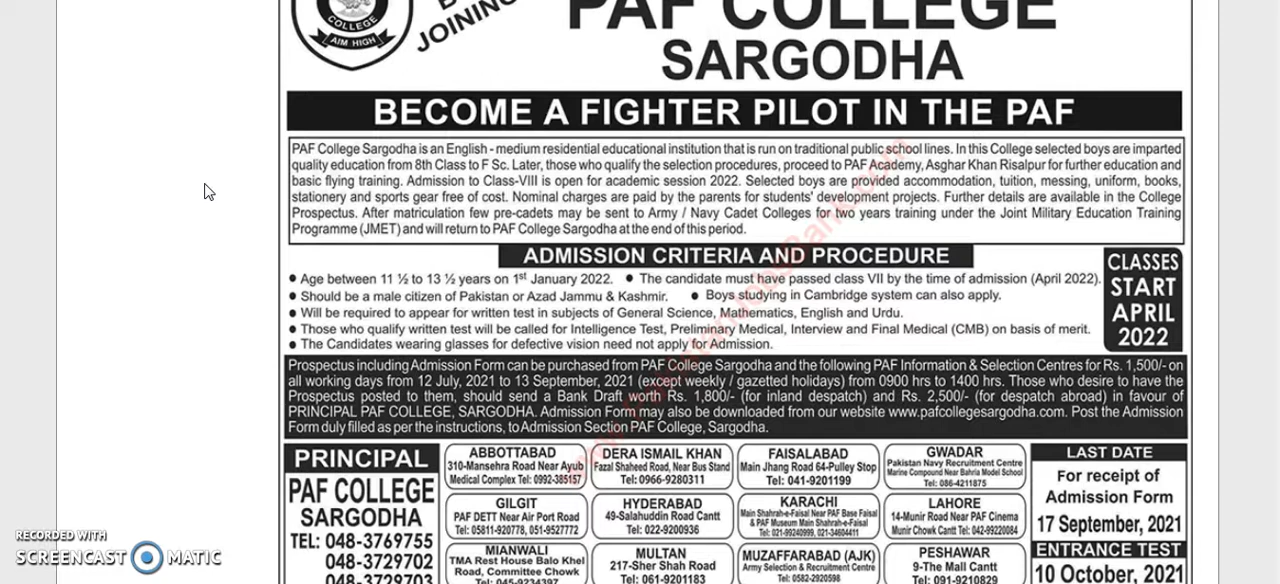 COLLEGE
AIM HIGH
JOINING
PAF COLLEGE
SARGODHA
BECOME A FIGHTER PILOT IN THE PAF
PAF College Sargodha is an English - medium residential educational institution that is run on traditional public school lines. In this College selected boys are imparted
quality education from 8th Class to F Sc. Later, those who qualify the selection procedures, proceed to PAF Academy, Asghar Khan Risalpur for further education and
basic flying training. Admission to Class-VIII is open for academic session 2022. Selected boys are provided accommodation, tuition, messing, uniform, books,
stationery and sports gear free of cost. Nominal charges are paid by the parents for students' development projects. Further details are available in the College
Prospectus. After matriculation few pre-cadets may be sent to Army / Navy Cadet Colleges for two years training under the Joint Military Education Training
Programme (JMET) and will return to PAF College Sargodha at the end of this period.
ADMISSION CRITERIA AND PROCEDURE
• Age between 11 ½ to 13 ½ years on 1st January 2022. • The candidate must have passed class VII by the time of admission (April 2022).
• Should be a male citizen of Pakistan or Azad Jammu & Kashmir. • Boys studying in Cambridge system can also apply.
• Will be required to appear for written test in subjects of General Science, Mathematics, English and Urdu.
• Those who qualify written test will be called for Intelligence Test, Preliminary Medical, Interview and Final Medical (CMB) on basis of merit.
• The Candidates wearing glasses for defective vision need not apply for Admission.
CLASSES
START
APRIL
2022
Prospectus including Admission Form can be purchased from PAF College Sargodha and the following PAF Information & Selection Centres for Rs. 1,500/- on
all working days from 12 July, 2021 to 13 September, 2021 (except weekly / gazetted holidays) from 0900 hrs to 1400 hrs. Those who desire to have the
Prospectus posted to them, should send a Bank Draft worth Rs. 1,800/- (for inland despatch) and Rs. 2,500/- (for despatch abroad) in favour of
PRINCIPAL PAF COLLEGE, SARGODHA. Admission Form may also be downloaded from our website www.pafcollegesargodha.com. Post the Admission
Form duly filled as per the instructions, to Admission Section PAF College, Sargodha.
PRINCIPAL
PAF COLLEGE
SARGODHA
TEL: 048-3769755
048-3729702
048-3729703
ABBOTTABAD
310-Mansehra Road Near Ayub
Medical Complex Tel: 0992-385157
DERA ISMAIL KHAN
Fazal Shaheed Road, Near Bus Stand
Tel: 0966-9280311
FAISALABAD
Main Jhang Road 64-Pulley Stop
Tel: 041-9201199
GWADAR
Pakistan Navy Recruitment Centre
Marine Compound Near Bahria Model School
Tel: 086-4211875
GILGIT
PAF DETT Near Air Port Road
Tel: 05811-920778, 051-9527772
HYDERABAD
49-Salahuddin Road Cantt
Tel: 022-9200936
KARACHI
Main Shahrah-e-Faisal Near PAF Base Faisal
& PAF Museum Main Shahrah-e-Faisal
Tel: 021-99240999, 021-34604411
LAHORE
14-Munir Road Near PAF Cinema
Munir Chowk Cantt Tel: 042-99220084
MIANWALI
TMA Rest House Balo Khel
Road, Committee Chowk
Tel: 045-9234397
MULTAN
217-Sher Shah Road
Tel: 061-9201183
MUZAFFARABAD (AJK)
Army Selection & Recruitment Centre
Tel: 0582-2920598
PESHAWAR
9-The Mall Cantt
Tel: 091-9210829
LAST DATE
For receipt of
Admission Form
17 September, 2021
ENTRANCE TEST
10 October, 2021
RECORDED WITH
SCREENCAST MATIC